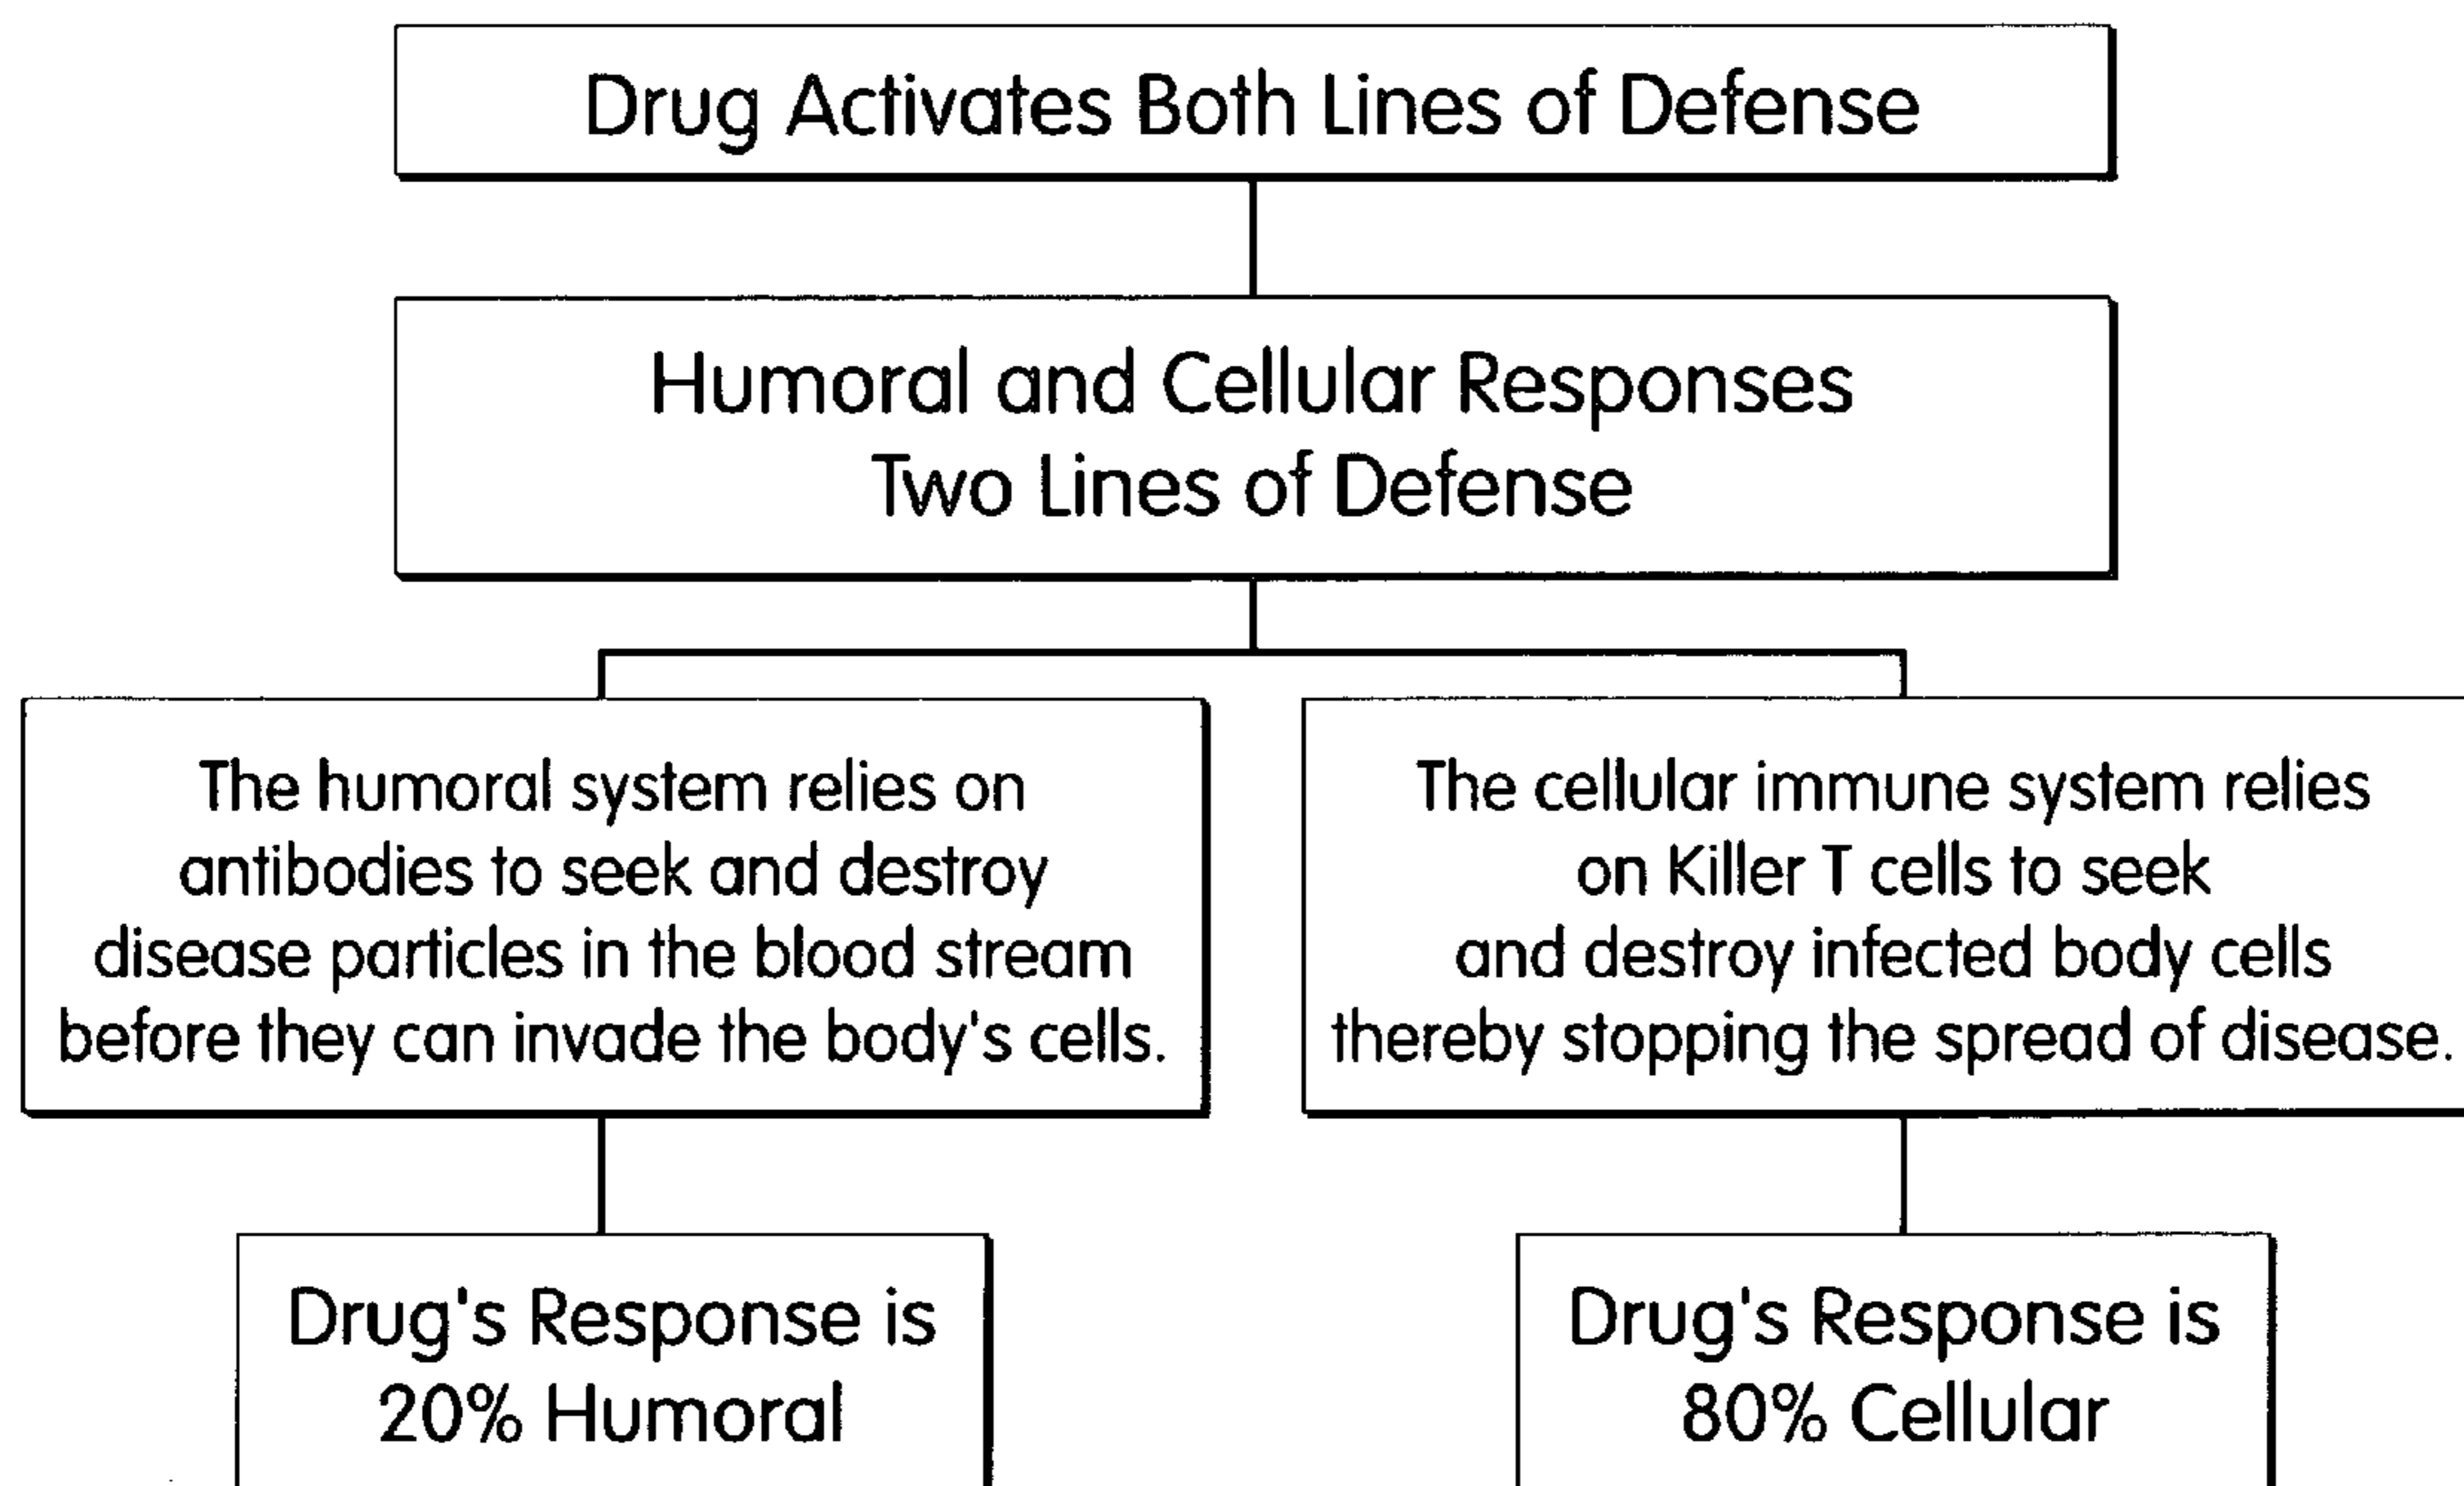 Drug Activates Both Lines of Defense
Humoral and Cellular Responses
Two Lines of Defense
The humoral system relies on
antibodies to seek and destroy
disease particles in the blood stream
before they can invade the body's cells.
The cellular immune system relies
on Killer T cells to seek
and destroy infected body cells
thereby stopping the spread of disease.
Drug's Response is
20% Humoral
Drug's Response is
80% Cellular